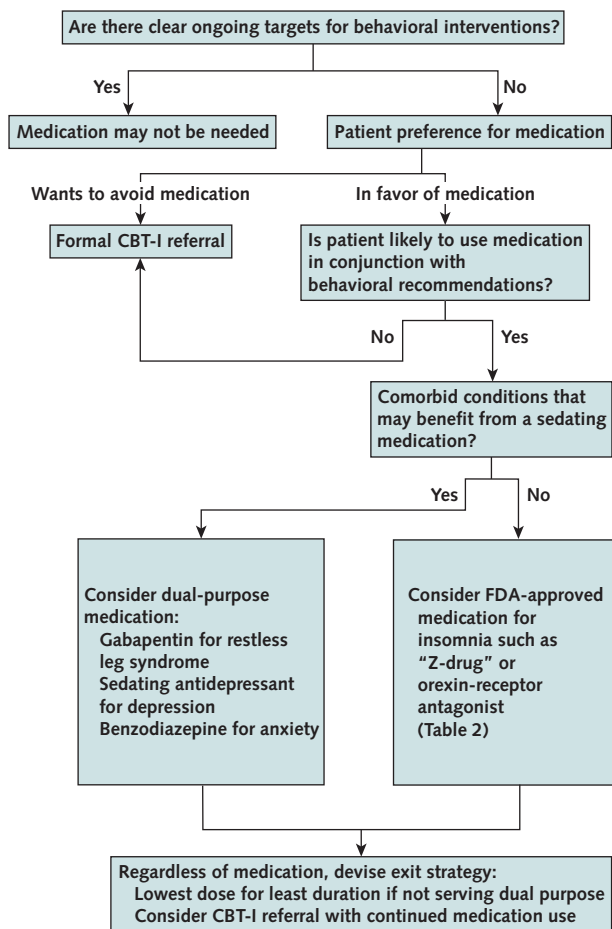 Are there clear ongoing targets for behavioral interventions?
Yes
No
Medication may not be needed
Patient preference for medication
Wants to avoid medication
In favor of medication
Formal CBT-I referral
Is patient likely to use medication
in conjunction with
behavioral recommendations?
No
Yes
Comorbid conditions that
may benefit from a sedating
medication?
Yes
No
Consider dual-purpose
medication:
Gabapentin for restless
leg syndrome
Sedating antidepressant
for depression
Benzodiazepine for anxiety
Consider FDA-approved
medication for
insomnia such as
“Z-drug” or
orexin-receptor
antagonist
(Table 2)
Regardless of medication, devise exit strategy:
Lowest dose for least duration if not serving dual purpose
Consider CBT-I referral with continued medication use